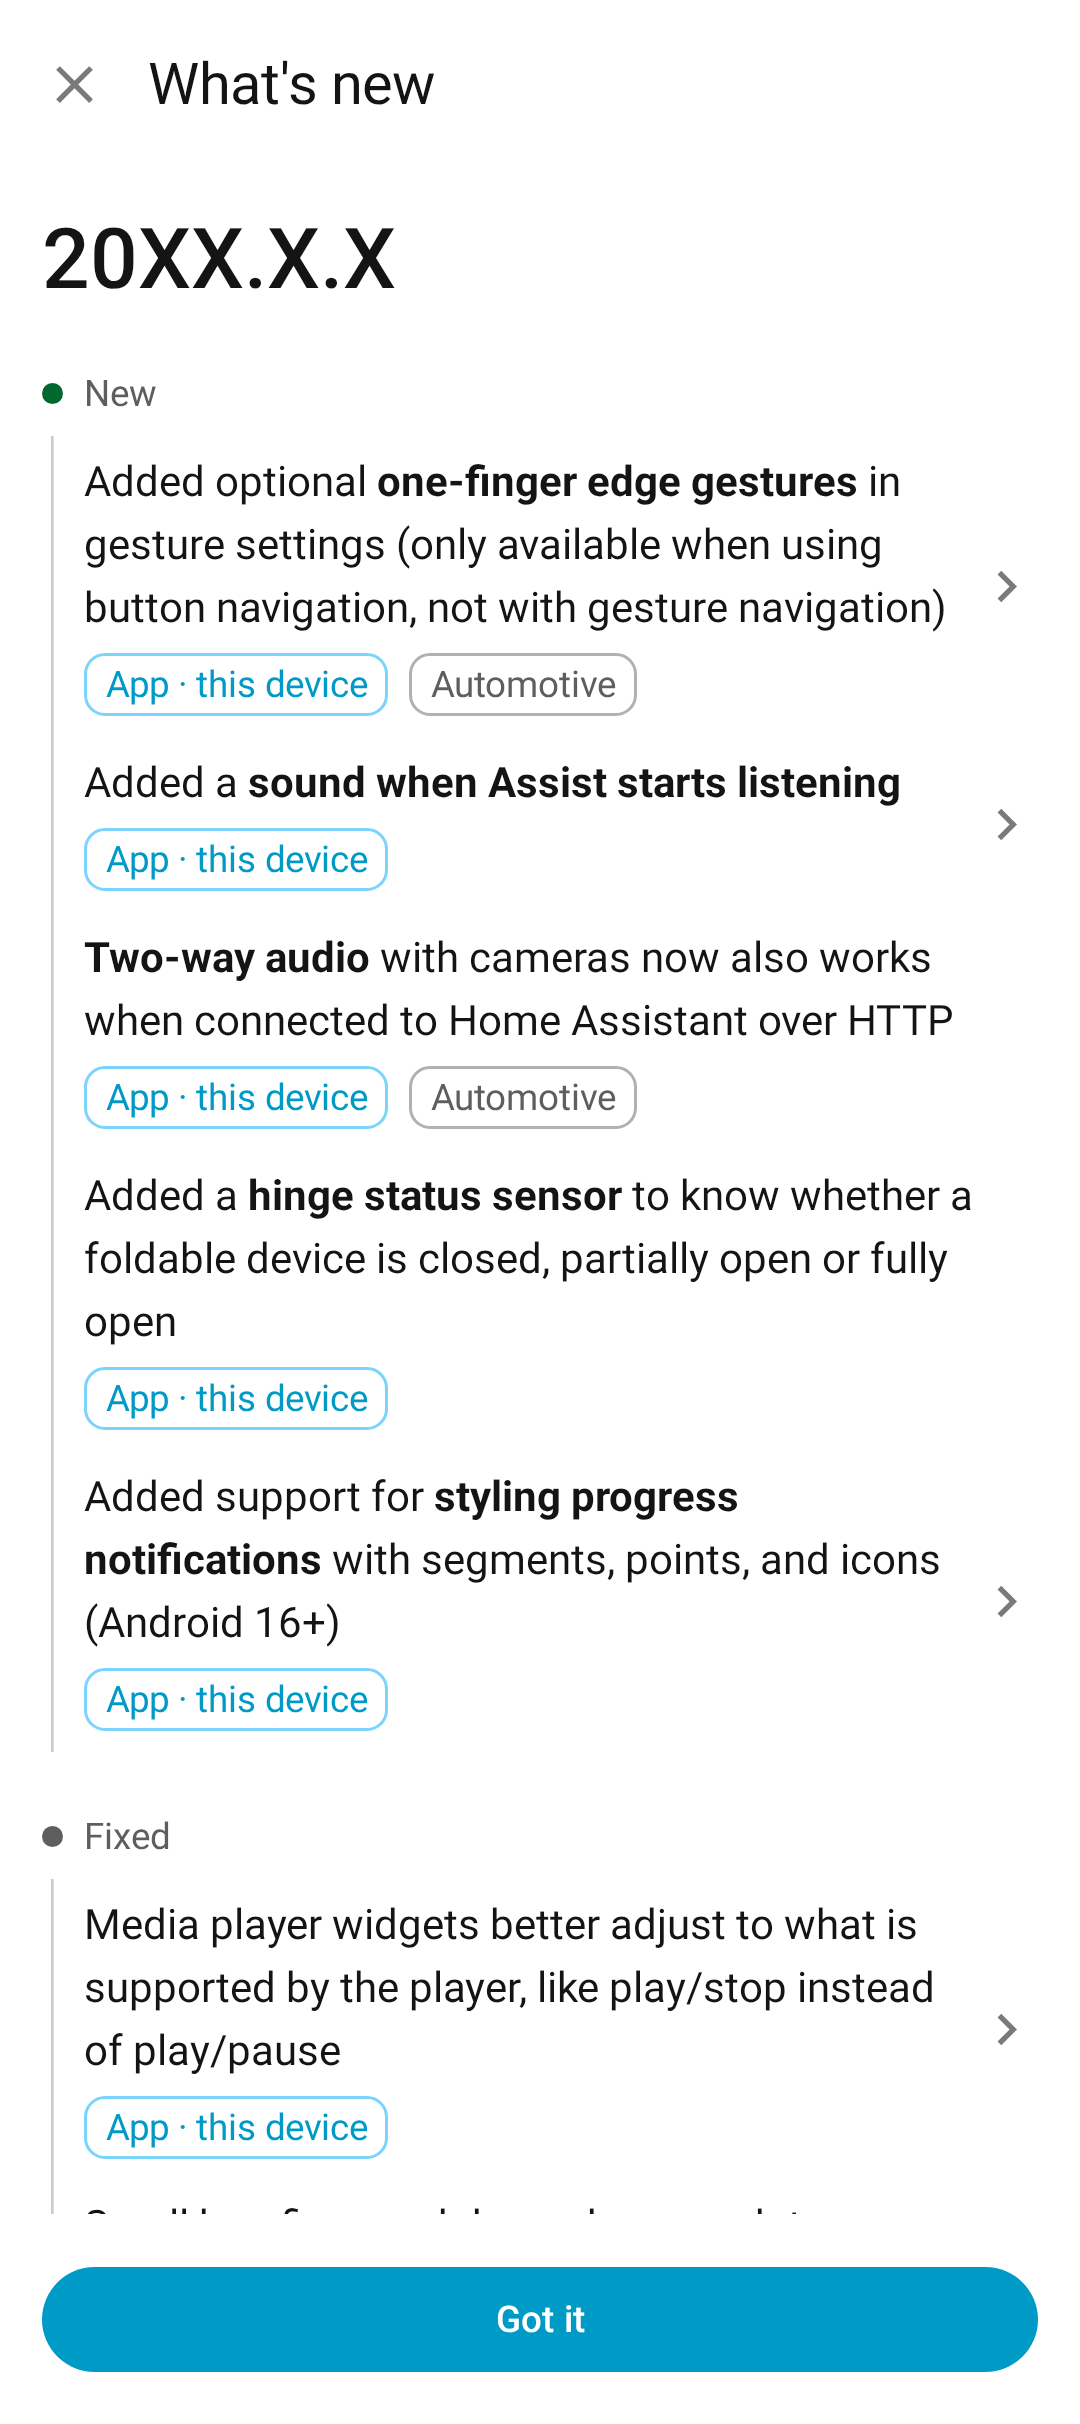 What's new
20XX.X.X
New
Added optional one-finger edge gestures in
gesture settings (only available when using
button navigation, not with gesture navigation)
App · this device
Automotive
Added a sound when Assist starts listening
App · this device
Two-way audio with cameras now also works
when connected to Home Assistant over HTTP
App · this device
Automotive
Added a hinge status sensor to know whether a
foldable device is closed, partially open or fully
open
App · this device
Added support for styling progress
notifications with segments, points, and icons
(Android 16+)
App · this device
Fixed
Media player widgets better adjust to what is
supported by the player, like play/stop instead
of play/pause
App · this device
Got it